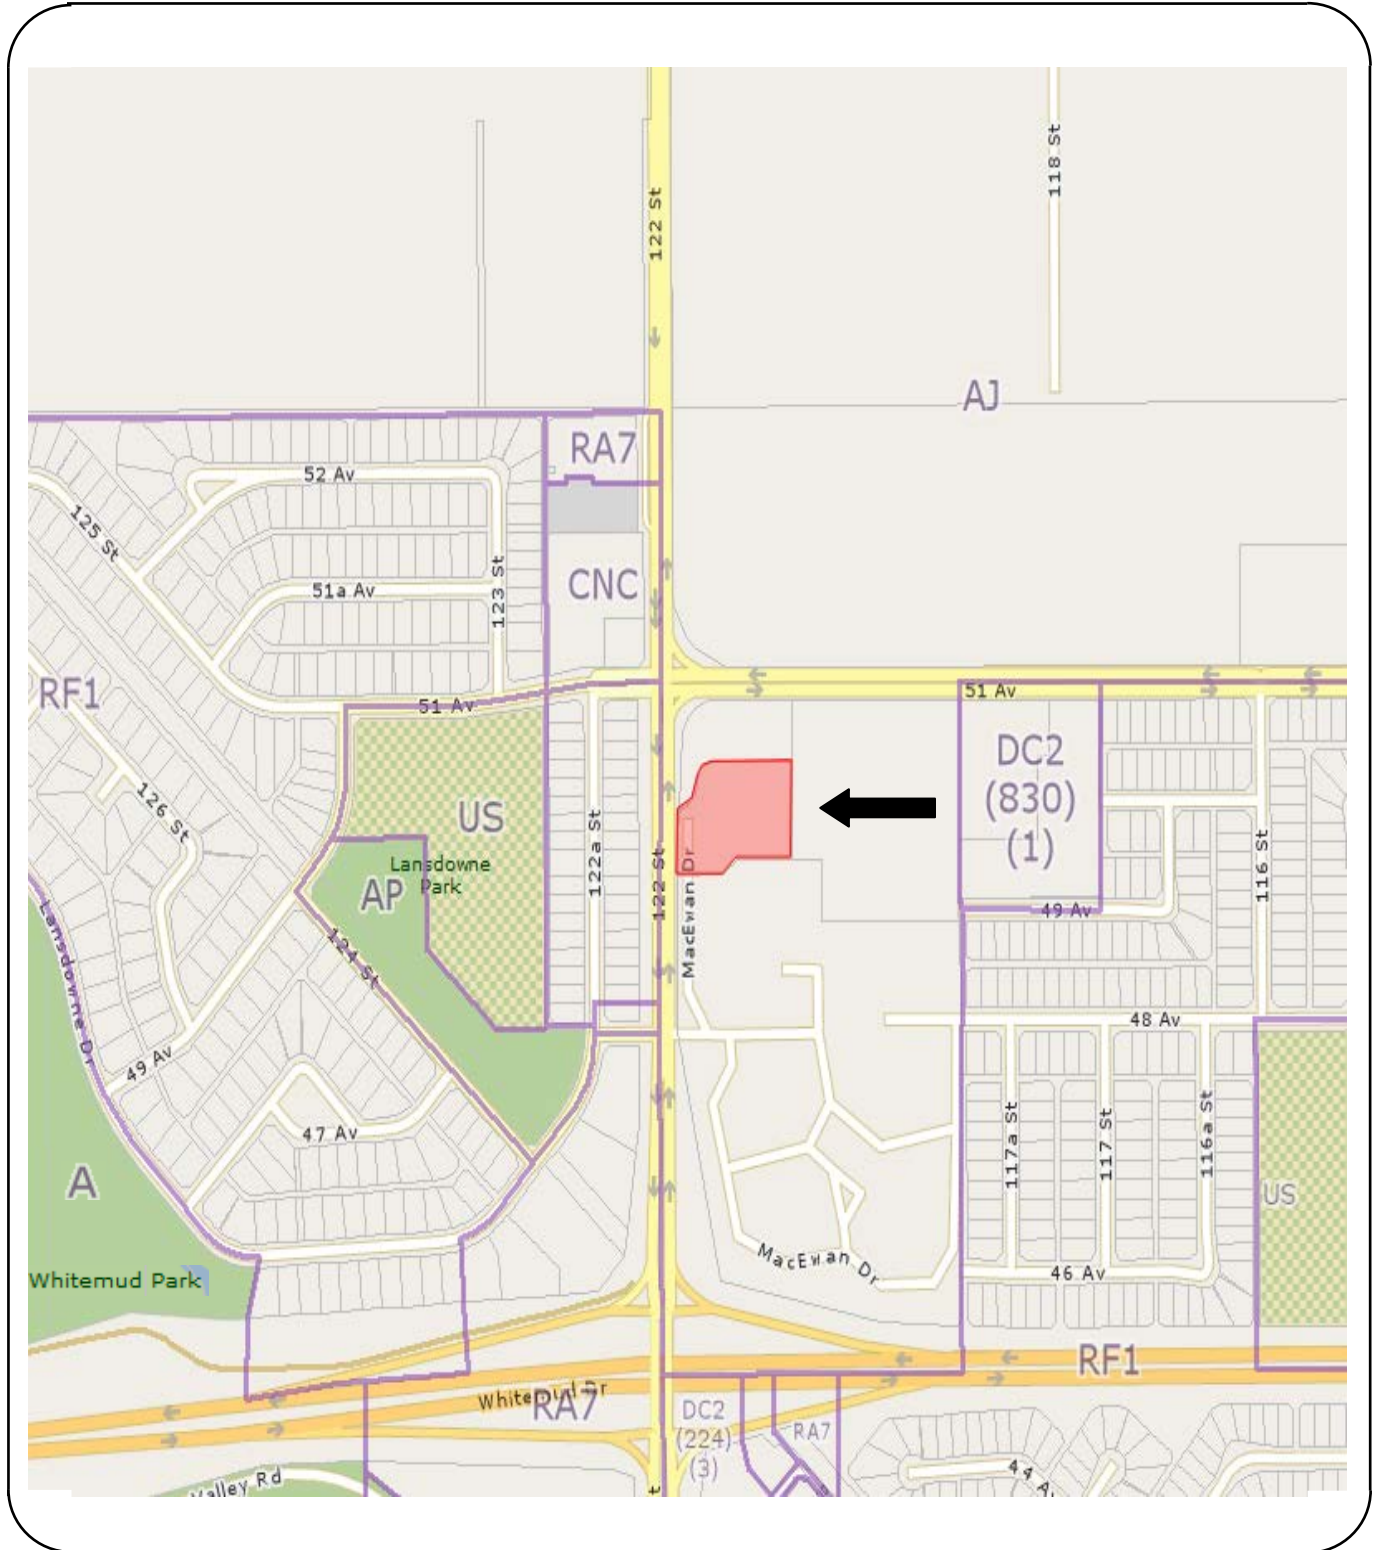 118 St
122 St
AJ
RA7
52 Av
125 St
123 St
CNC
51a Av
RF1
51 Av
51 Av
DC2
(830)
(1)
126 St
US
122a St
116 St
Lansdowne
Park
AP
122 St
MacEwan Dr
49 Av
Lansdowne Dr
124 St
48 Av
49 Av
117a St
117 St
116a St
47 Av
A
US
MacEwan Dr
46 Av
Whitemud Park
RF1
Whitemud Dr
RA7
DC2
(224)
(3)
RA7
Valley Rd
44 A
t